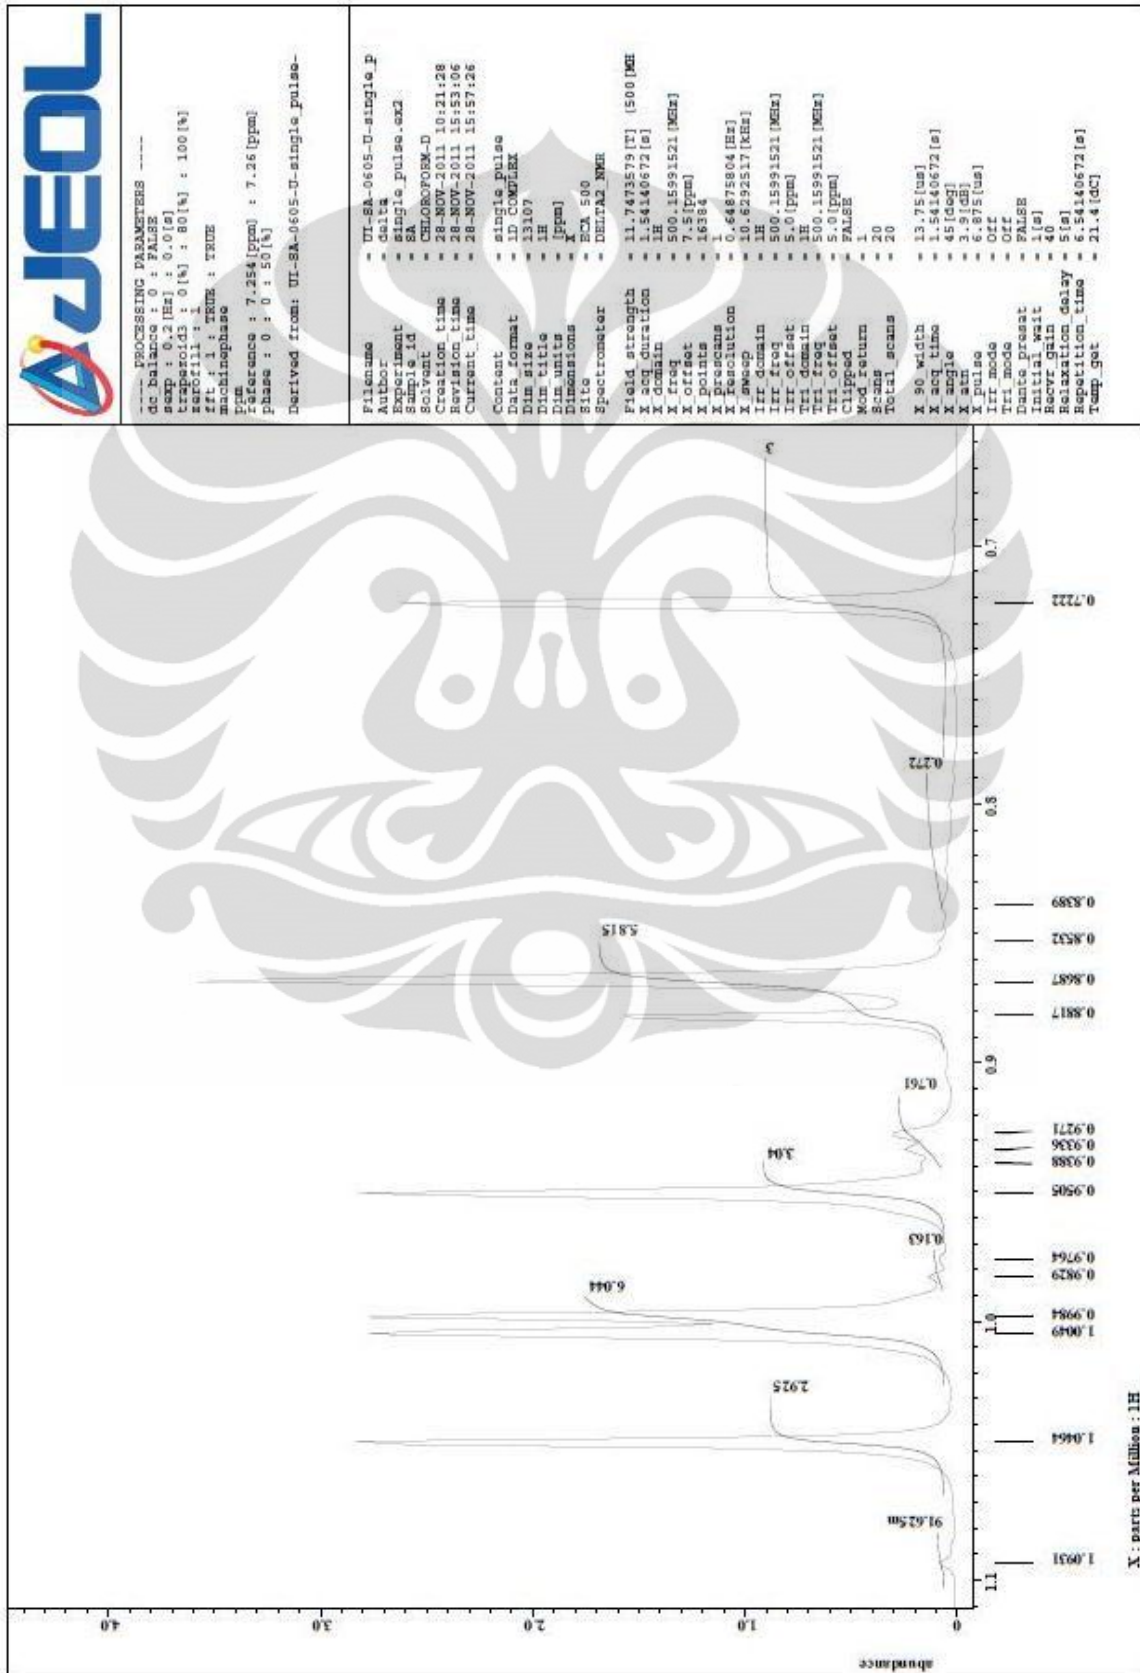 JEOL
---- PROCESSING PARAMETERS ----
dc_balance : 0 : FALSE
sexp : 0.2[Hz] : 0.0[s]
trapezoid3 : 0[%] : 80[%] : 100[%]
zerofill : 1
fft : 1 : TRUE : TRUE
machinephase
ppm
reference : 7.254[ppm] : 7.26[ppm]
phase : 0 : 0 : 50[%]
Derived from: UI-8A-0605-U-single_pulse-
Filename = UI-8A-0605-U-single_p
Author = delta
Experiment = single_pulse.ex2
Sample_id = 8A
Solvent = CHLOROFORM-D
Creation_time = 28-NOV-2011 10:21:28
Revision_time = 28-NOV-2011 15:53:06
Current_time = 28-NOV-2011 15:57:26
Content = single_pulse
Data_format = 1D COMPLEX
Dim_size = 13107
Dim_title = 1H
Dim_units = [ppm]
Dimensions = X
Site = ECA 500
Spectrometer = DELTA2_NMR
Field_strength = 11.7473579[T] (500[MH
X_acq_duration = 1.54140672[s]
X_domain = 1H
X_freq = 500.15991521[MHz]
X_offset = 7.5[ppm]
X_points = 16384
X_prescans = 1
X_resolution = 0.64875804[Hz]
X_sweep = 10.6292517[kHz]
Irr_domain = 1H
Irr_freq = 500.15991521[MHz]
Irr_offset = 5.0[ppm]
Tri_domain = 1H
Tri_freq = 500.15991521[MHz]
Tri_offset = 5.0[ppm]
Clipped = FALSE
Mod_return = 1
Scans = 20
Total_scans = 20
X_90_width = 13.75[us]
X_acq_time = 1.54140672[s]
X_angle = 45[deg]
X_atn = 3.9[dB]
X_pulse = 6.875[us]
Irr_mode = Off
Tri_mode = Off
Dante_presat = FALSE
Initial_wait = 1[s]
Recvr_gain = 40
Relaxation_delay = 5[s]
Repetition_time = 6.54140672[s]
Temp_get = 21.4[dC]
abundance
0 1.0 2.0 3.0 4.0
91.625m
2.925
6.044
0.163
3.04
0.761
5.815
0.272
3
1.1 1.0 0.9 0.8 0.7
1.0931
1.0464
1.0049
0.9984
0.9829
0.9764
0.9505
0.9388
0.9336
0.9271
0.8817
0.8687
0.8532
0.8389
0.7222
X : parts per Million : 1H